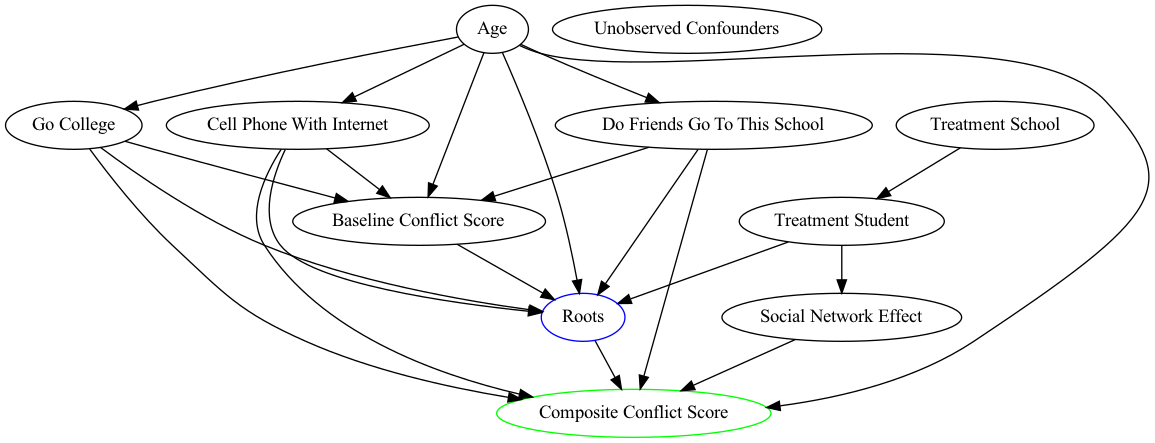 Age
Unobserved Confounders
Go College
Cell Phone With Internet
Do Friends Go To This School
Treatment School
Baseline Conflict Score
Treatment Student
Roots
Social Network Effect
Composite Conflict Score